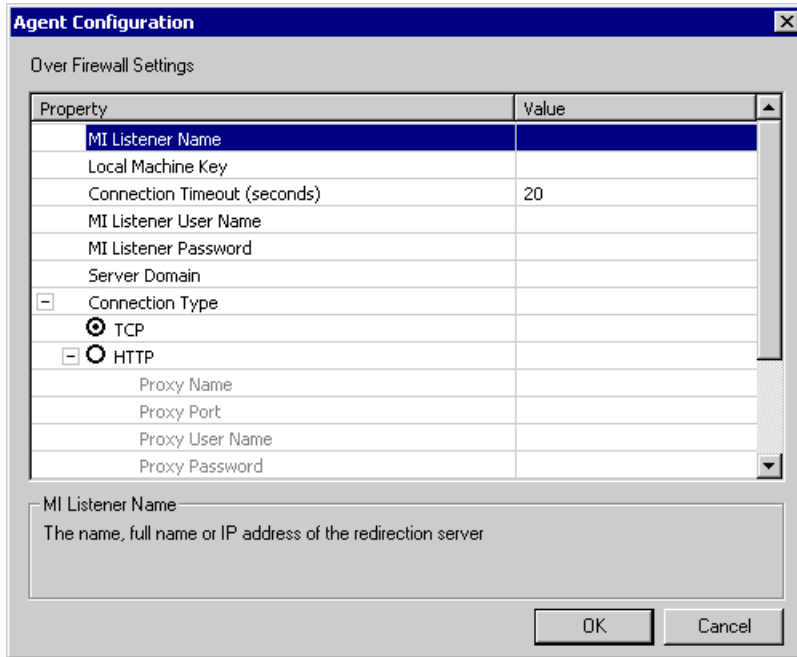 Agent Configuration
Over Firewall Settings
Property Value
MI Listener Name
Local Machine Key
Connection Timeout (seconds) 20
MI Listener User Name
MI Listener Password
Server Domain
Connection Type
TCP
HTTP
Proxy Name
Proxy Port
Proxy User Name
Proxy Password
MI Listener Name
The name, full name or IP address of the redirection server
OK Cancel